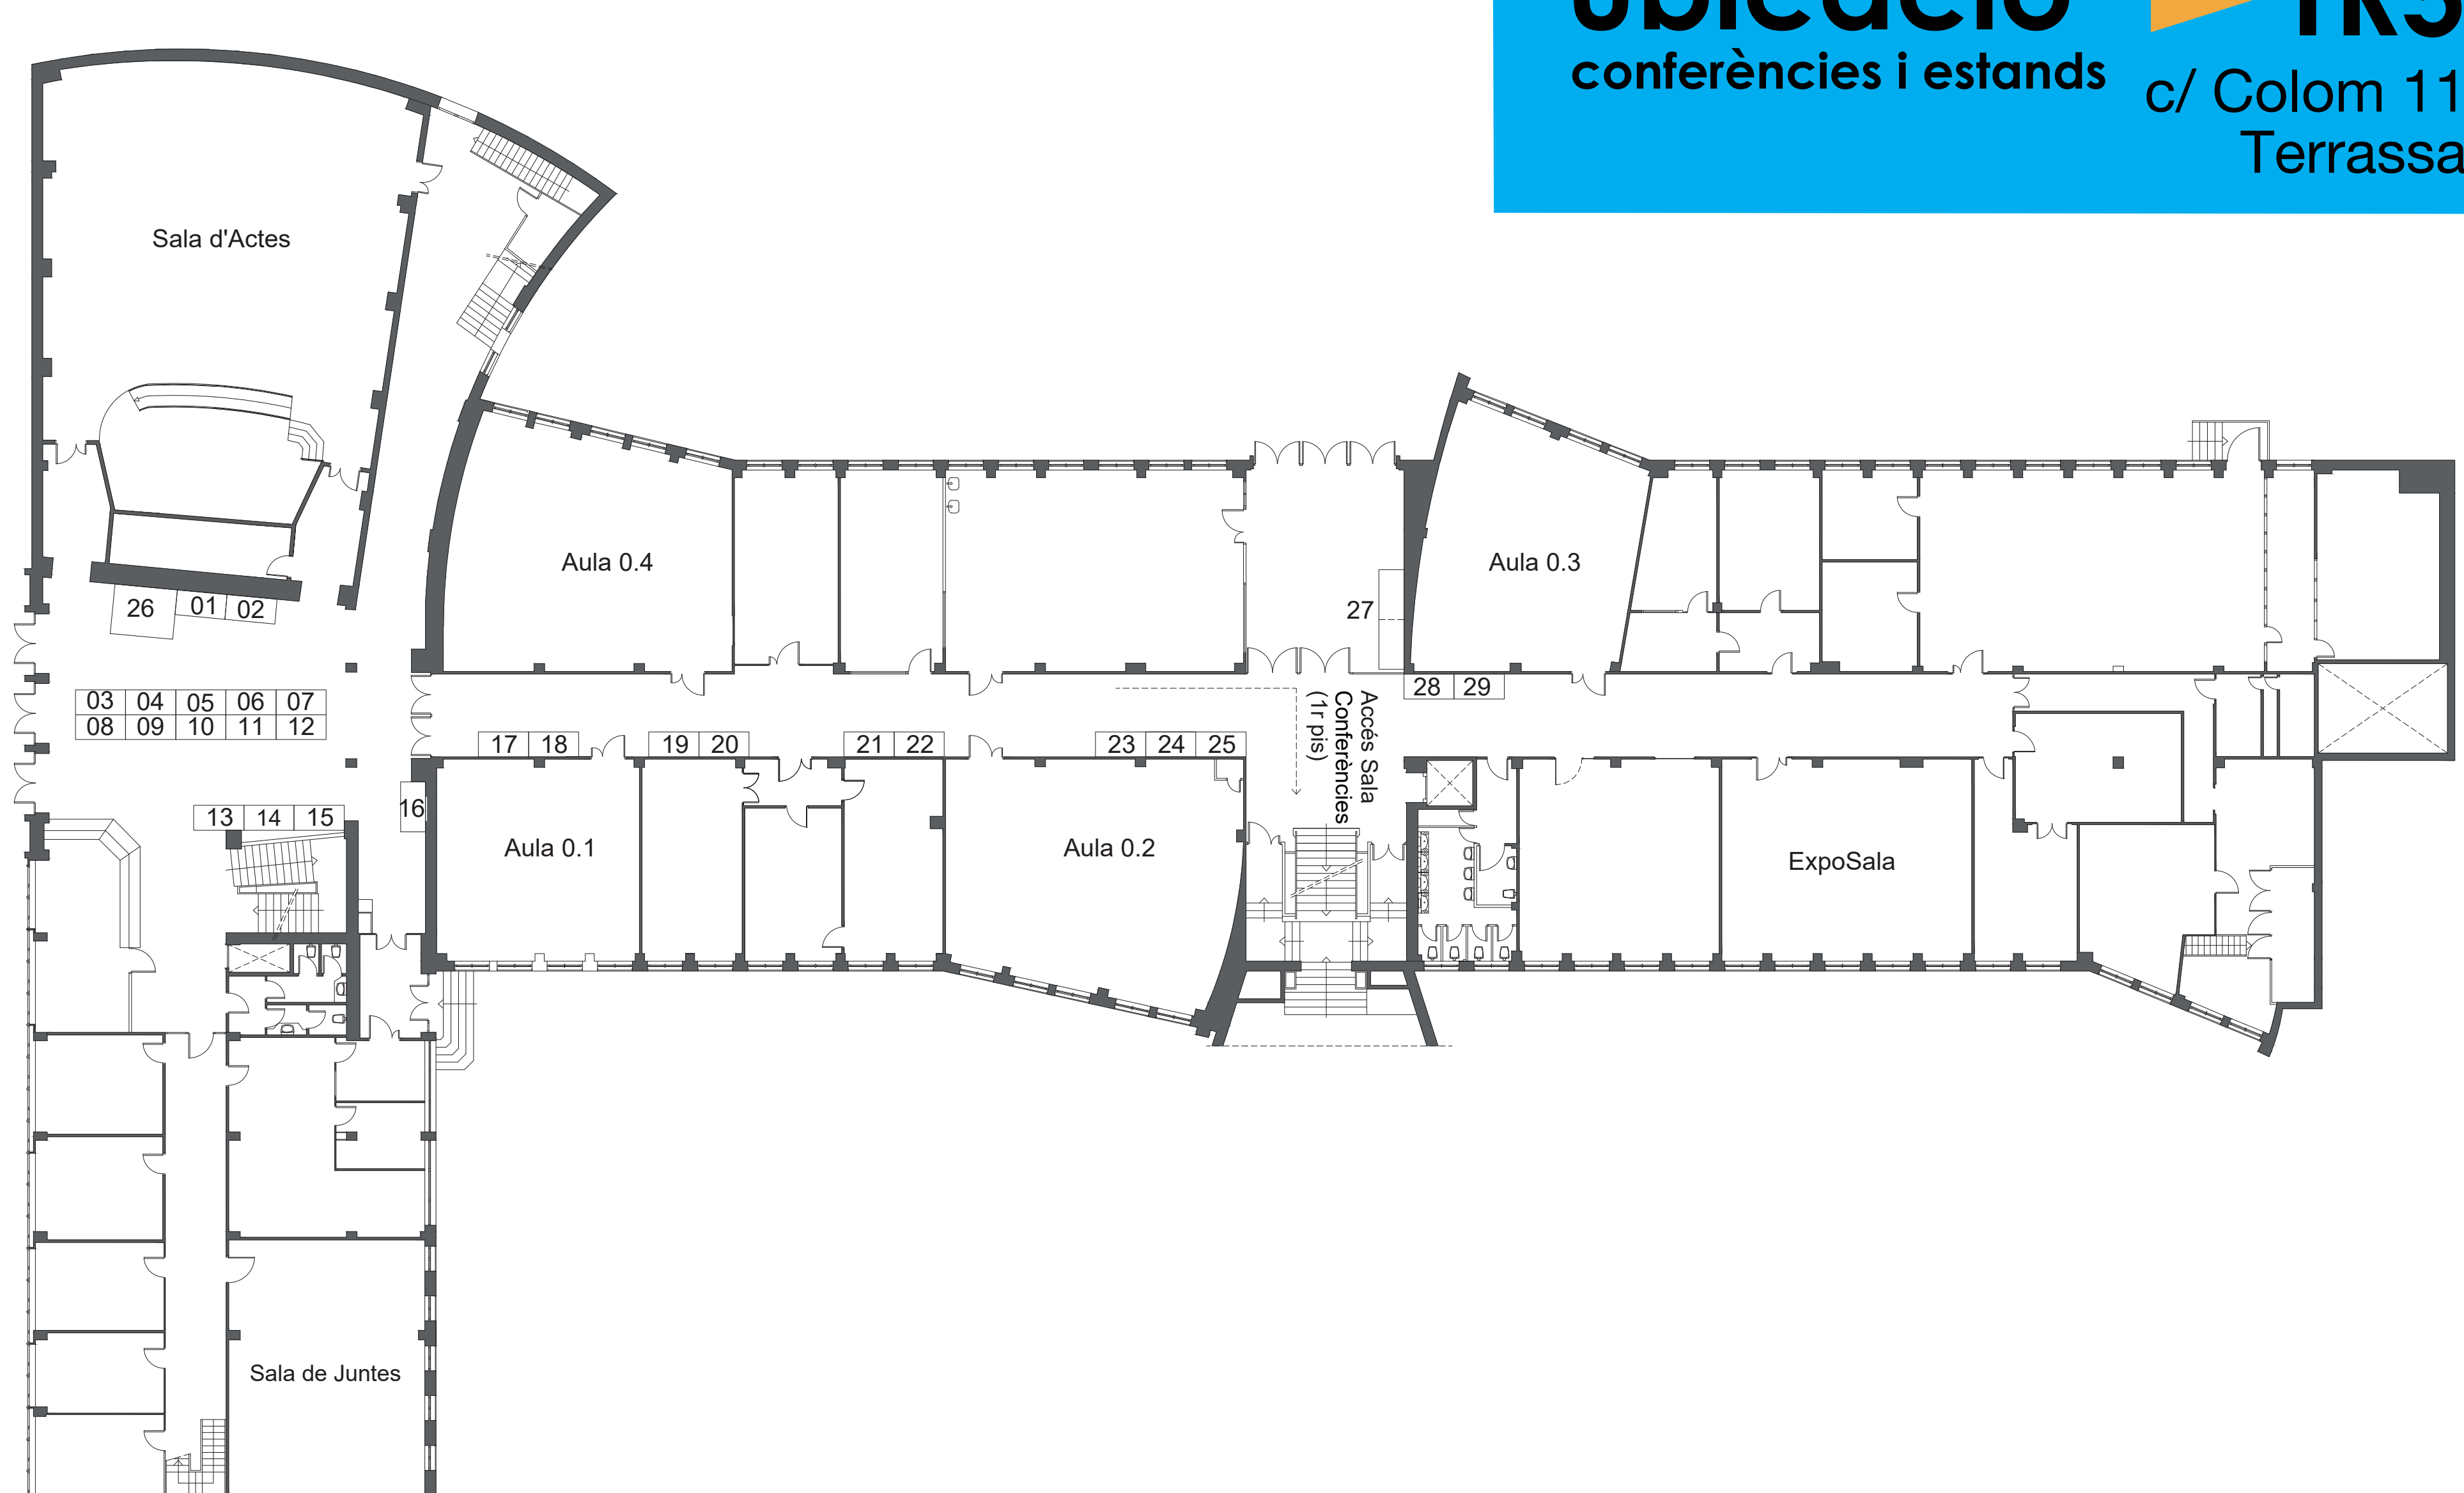 Ubicació
TR5
conferències i estands
c/ Colom 11
Terrassa
Sala d'Actes
Aula 0.4
Aula 0.3
26 01 02
27
03 04 05 06 07
08 09 10 11 12
28 29
Accés Sala
Conferències
(1r pis)
17 18 19 20 21 22 23 24 25
13 14 15
16
Aula 0.1
Aula 0.2
ExpoSala
Sala de Juntes